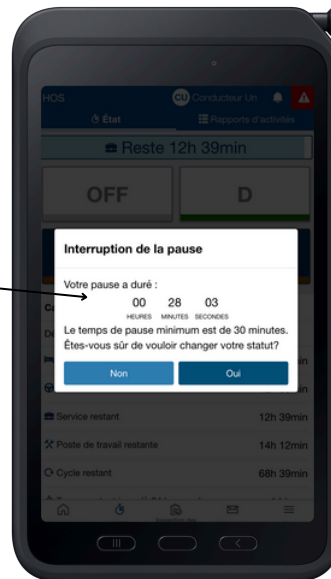 HOS
CU Conducteur Un
État
Rapports d'activités
Reste 12h 39min
OFF
D
Interruption de la pause
Votre pause a duré :
00 28 03
HEURES MINUTES SECONDES
Le temps de pause minimum est de 30 minutes.
Êtes-vous sûr de vouloir changer votre statut?
Non
Oui
Service restant 12h 39min
Poste de travail restante 14h 12min
Cycle restant 68h 39min